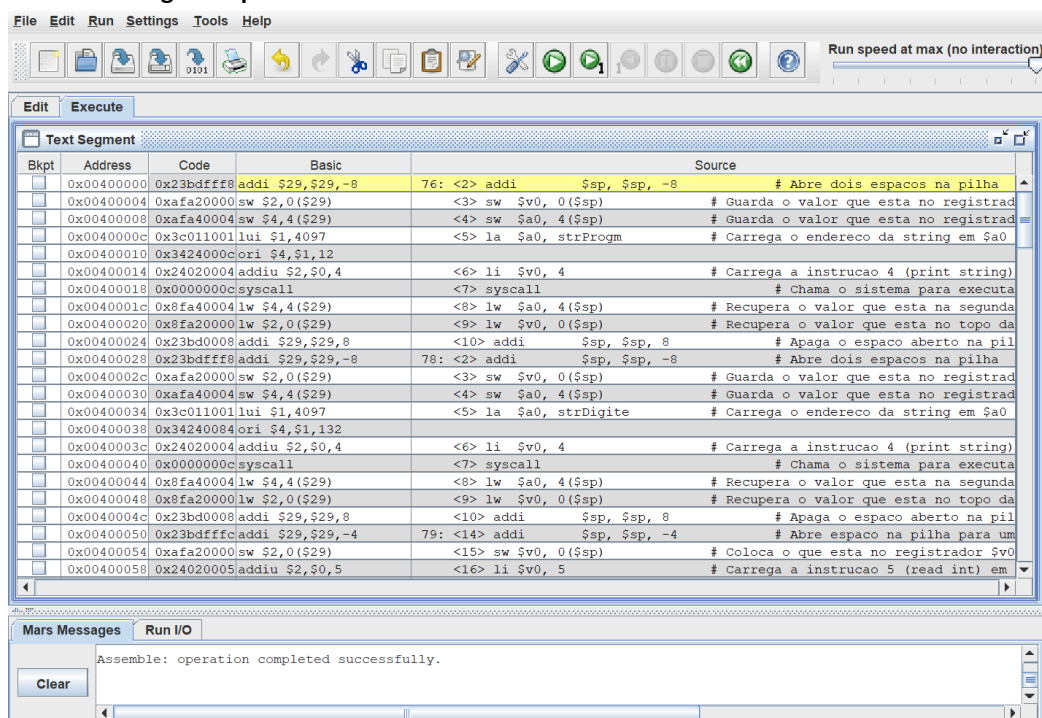 File Edit Run Settings Tools Help
Run speed at max (no interaction)
Edit Execute
Text Segment
Bkpt Address Code Basic Source
0x00400000 0x23bdfff8 addi $29,$29,-8 76: <2> addi $sp, $sp, -8 # Abre dois espacos na pilha
0x00400004 0xafa20000 sw $2,0($29) <3> sw $v0, 0($sp) # Guarda o valor que esta no registrad
0x00400008 0xafa40004 sw $4,4($29) <4> sw $a0, 4($sp) # Guarda o valor que esta no registrad
0x0040000c 0x3c011001 lui $1,4097 <5> la $a0, strProgm # Carrega o endereco da string em $a0
0x00400010 0x3424000c ori $4,$1,12
0x00400014 0x24020004 addiu $2,$0,4 <6> li $v0, 4 # Carrega a instrucao 4 (print string)
0x00400018 0x0000000c syscall <7> syscall # Chama o sistema para executa
0x0040001c 0x8fa40004 lw $4,4($29) <8> lw $a0, 4($sp) # Recupera o valor que esta na segunda
0x00400020 0x8fa20000 lw $2,0($29) <9> lw $v0, 0($sp) # Recupera o valor que esta no topo da
0x00400024 0x23bd0008 addi $29,$29,8 <10> addi $sp, $sp, 8 # Apaga o espaco aberto na pil
0x00400028 0x23bdfff8 addi $29,$29,-8 78: <2> addi $sp, $sp, -8 # Abre dois espacos na pilha
0x0040002c 0xafa20000 sw $2,0($29) <3> sw $v0, 0($sp) # Guarda o valor que esta no registrad
0x00400030 0xafa40004 sw $4,4($29) <4> sw $a0, 4($sp) # Guarda o valor que esta no registrad
0x00400034 0x3c011001 lui $1,4097 <5> la $a0, strDigite # Carrega o endereco da string em $a0
0x00400038 0x34240084 ori $4,$1,132
0x0040003c 0x24020004 addiu $2,$0,4 <6> li $v0, 4 # Carrega a instrucao 4 (print string)
0x00400040 0x0000000c syscall <7> syscall # Chama o sistema para executa
0x00400044 0x8fa40004 lw $4,4($29) <8> lw $a0, 4($sp) # Recupera o valor que esta na segunda
0x00400048 0x8fa20000 lw $2,0($29) <9> lw $v0, 0($sp) # Recupera o valor que esta no topo da
0x0040004c 0x23bd0008 addi $29,$29,8 <10> addi $sp, $sp, 8 # Apaga o espaco aberto na pil
0x00400050 0x23bdfffc addi $29,$29,-4 79: <14> addi $sp, $sp, -4 # Abre espaco na pilha para um
0x00400054 0xafa20000 sw $2,0($29) <15> sw $v0, 0($sp) # Coloca o que esta no registrador $v0
0x00400058 0x24020005 addiu $2,$0,5 <16> li $v0, 5 # Carrega a instrucao 5 (read int) em
Mars Messages Run I/O
Assemble: operation completed successfully.
Clear